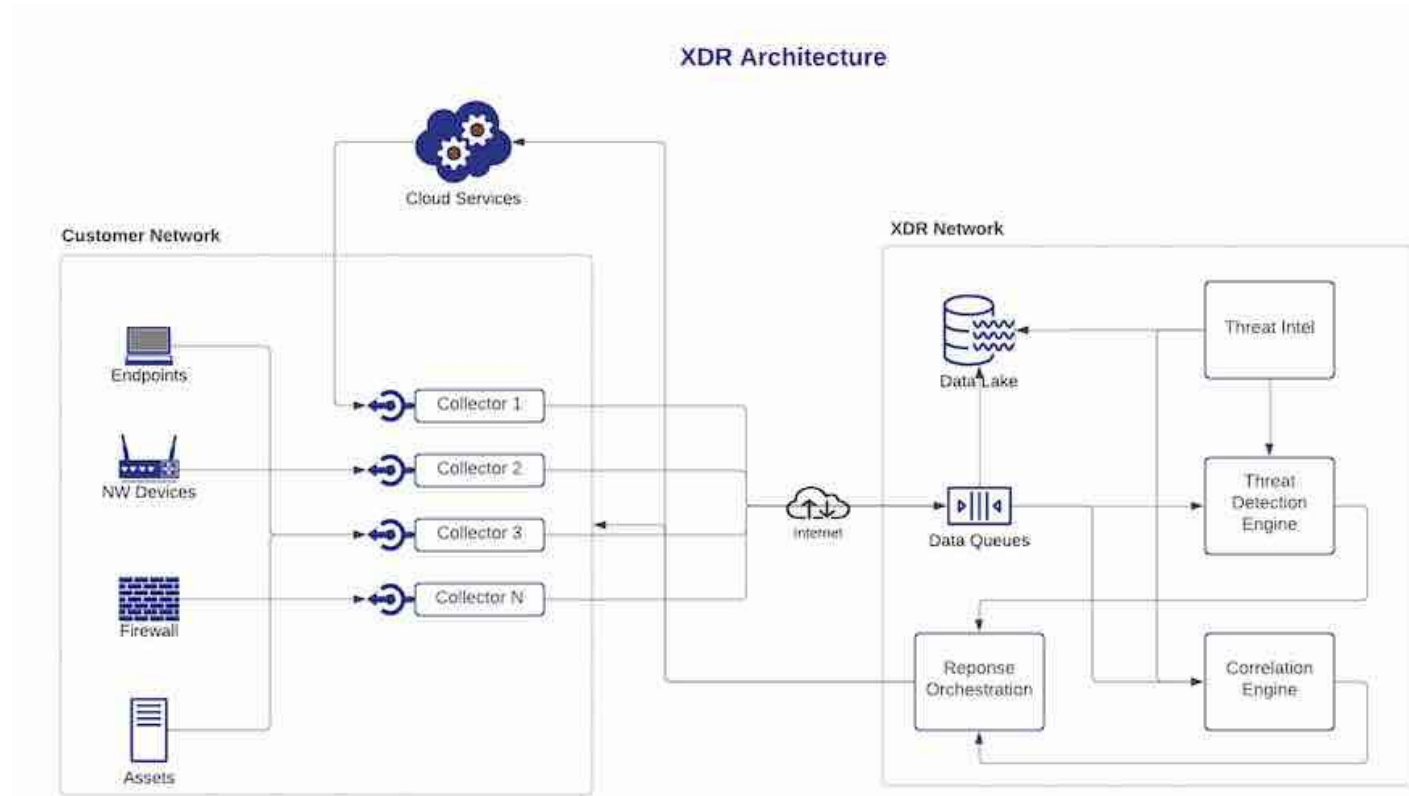 XDR Architecture
Cloud Services
Customer Network
XDR Network
Endpoints
NW Devices
Firewall
Assets
Collector 1
Collector 2
Collector 3
Collector N
Internet
Data Lake
Data Queues
Threat Intel
Threat
Detection
Engine
Reponse
Orchestration
Correlation
Engine